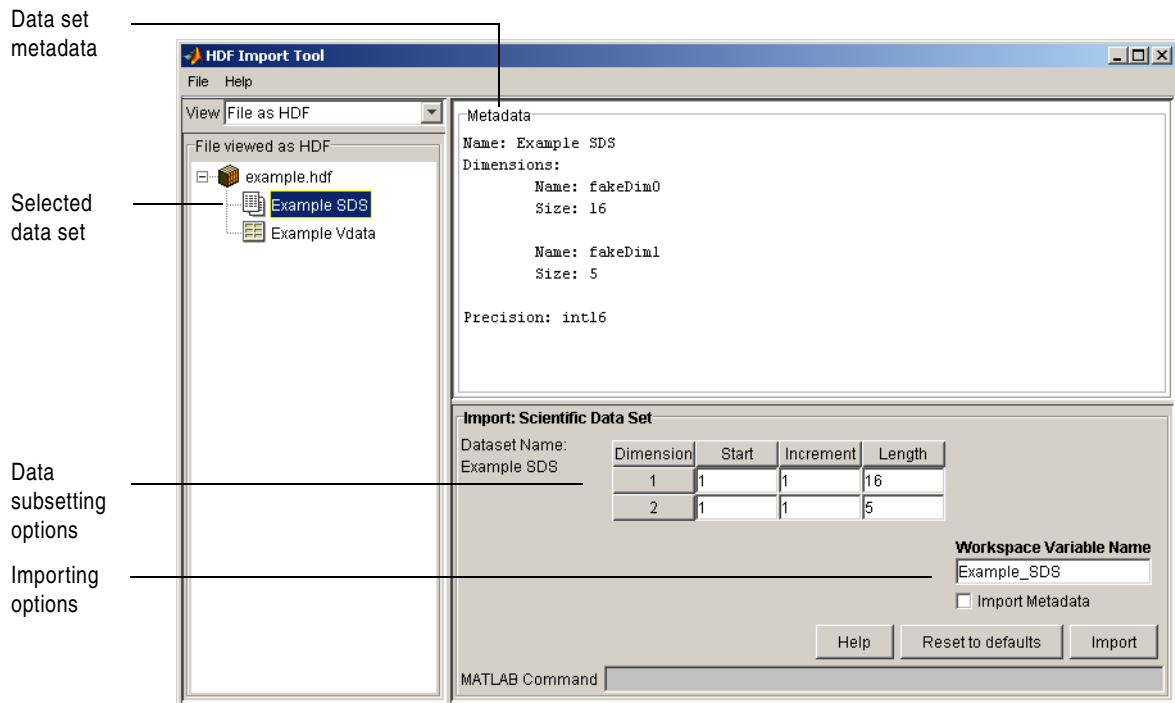 Data set
metadata
HDF Import Tool
File Help
View File as HDF
File viewed as HDF
example.hdf
Example SDS
Example Vdata
Selected
data set
Metadata
Name: Example SDS
Dimensions:
Name: fakeDim0
Size: 16
Name: fakeDim1
Size: 5
Precision: int16
Import: Scientific Data Set
Dataset Name:
Example SDS
Dimension Start Increment Length
1 1 1 16
2 1 1 5
Data
subsetting
options
Importing
options
Workspace Variable Name
Example_SDS
Import Metadata
Help Reset to defaults Import
MATLAB Command